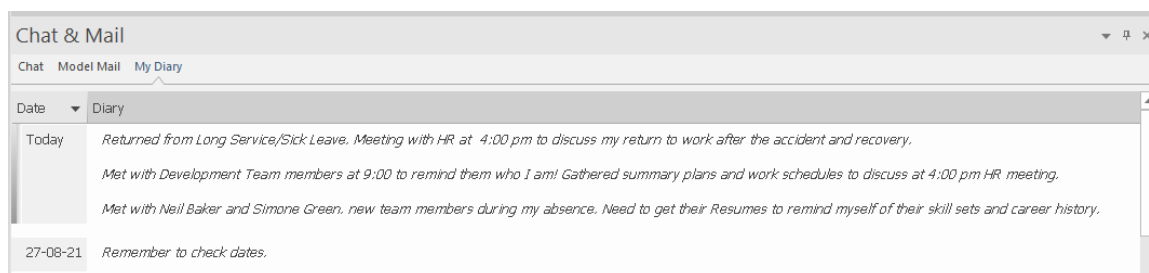 Chat & Mail
Chat Model Mail My Diary
Date Diary
Today Returned from Long Service/Sick Leave. Meeting with HR at 4:00 pm to discuss my return to work after the accident and recovery.
Met with Development Team members at 9:00 to remind them who I am! Gathered summary plans and work schedules to discuss at 4:00 pm HR meeting.
Met with Neil Baker and Simone Green, new team members during my absence. Need to get their Resumes to remind myself of their skill sets and career history.
27-08-21 Remember to check dates.